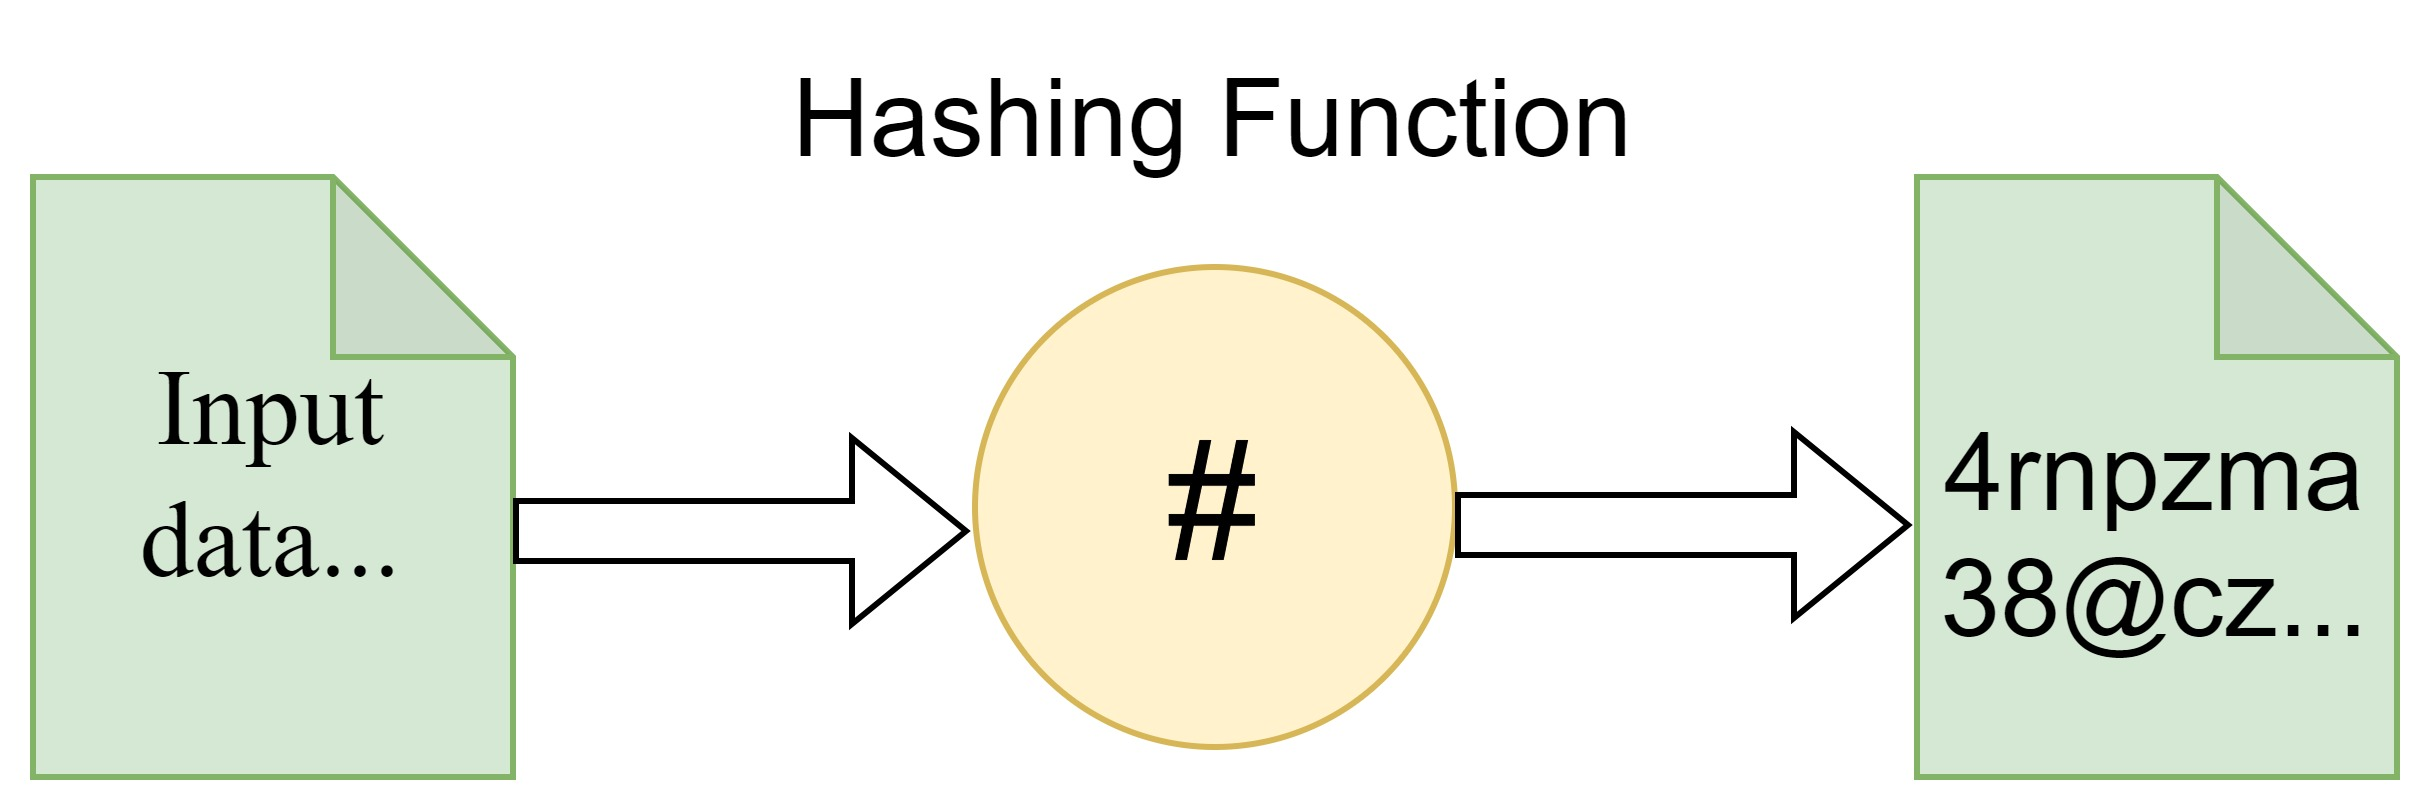 Hashing Function
Input
data...
#
4rnpzma
38@cz...